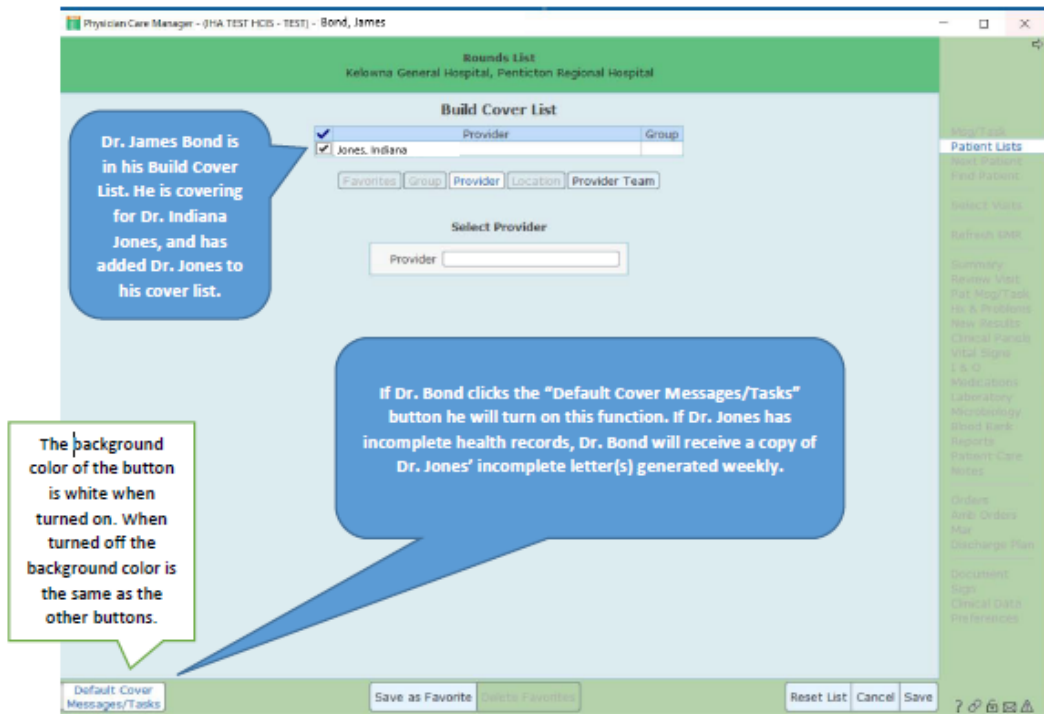 Physician Care Manager - (IHA TEST HCIS - TEST) - Bond, James
Rounds List
Kelowna General Hospital, Penticton Regional Hospital
Build Cover List
Provider Group
Jones, Indiana
Favorites Group Provider Location Provider Team
Select Provider
Provider
Dr. James Bond is
in his Build Cover
List. He is covering
for Dr. Indiana
Jones, and has
added Dr. Jones to
his cover list.
If Dr. Bond clicks the “Default Cover Messages/Tasks”
button he will turn on this function. If Dr. Jones has
incomplete health records, Dr. Bond will receive a copy of
Dr. Jones’ incomplete letter(s) generated weekly.
The background
color of the button
is white when
turned on. When
turned off the
background color is
the same as the
other buttons.
Default Cover
Messages/Tasks
Save as Favorite Delete Favorites
Reset List Cancel Save
Msg/Task
Patient Lists
Next Patient
Find Patient
Select Visits
Refresh EMR
Summary
Review Visit
Pat Msg/Task
Hx & Problems
New Results
Clinical Panels
Vital Signs
I & O
Medications
Laboratory
Microbiology
Blood Bank
Reports
Patient Care
Notes
Orders
Amb Orders
Mar
Discharge Plan
Document
Sign
Clinical Data
Preferences